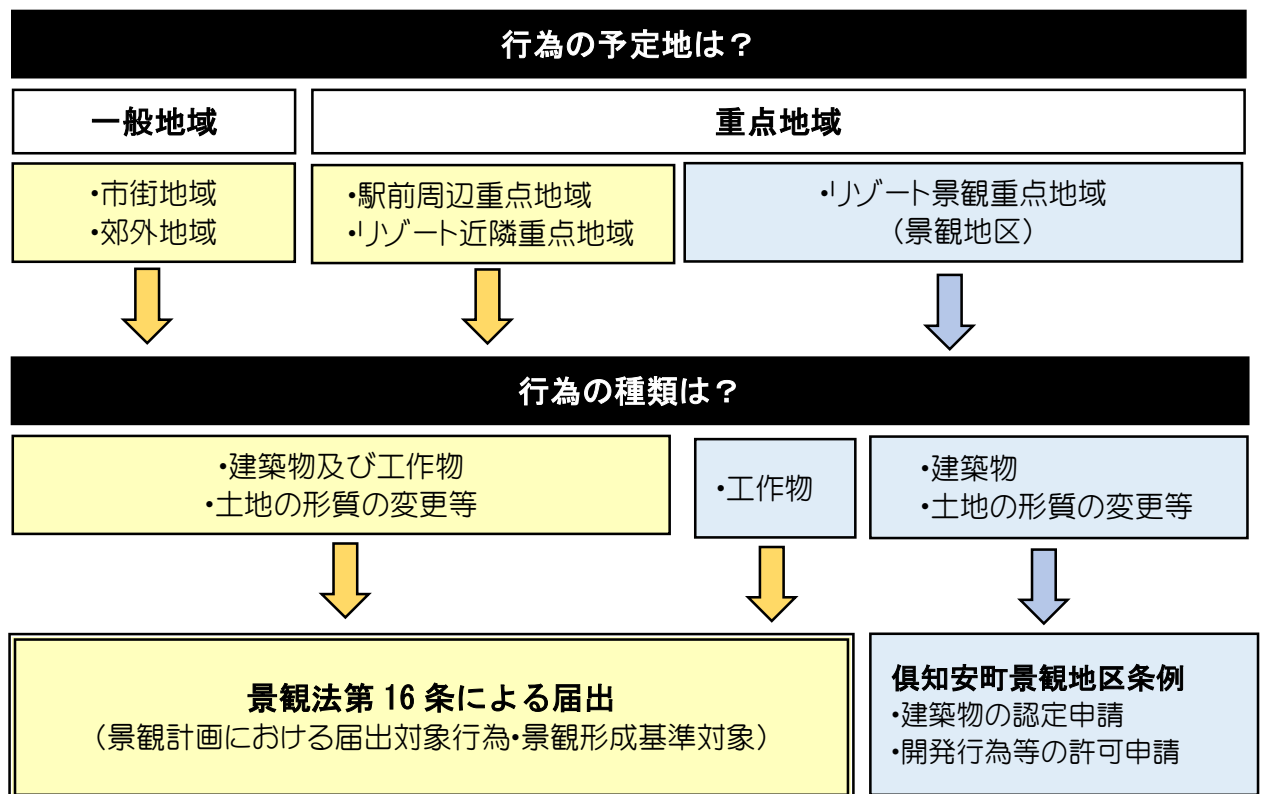 行為の予定地は？
一般地域
重点地域
・市街地域
・郊外地域
・駅前周辺重点地域
・リゾート近隣重点地域
・リゾート景観重点地域
（景観地区）
行為の種類は？
・建築物及び工作物
・土地の形質の変更等
・工作物
・建築物
・土地の形質の変更等
景観法第 16 条による届出
（景観計画における届出対象行為・景観形成基準対象）
倶知安町景観地区条例
・建築物の認定申請
・開発行為等の許可申請